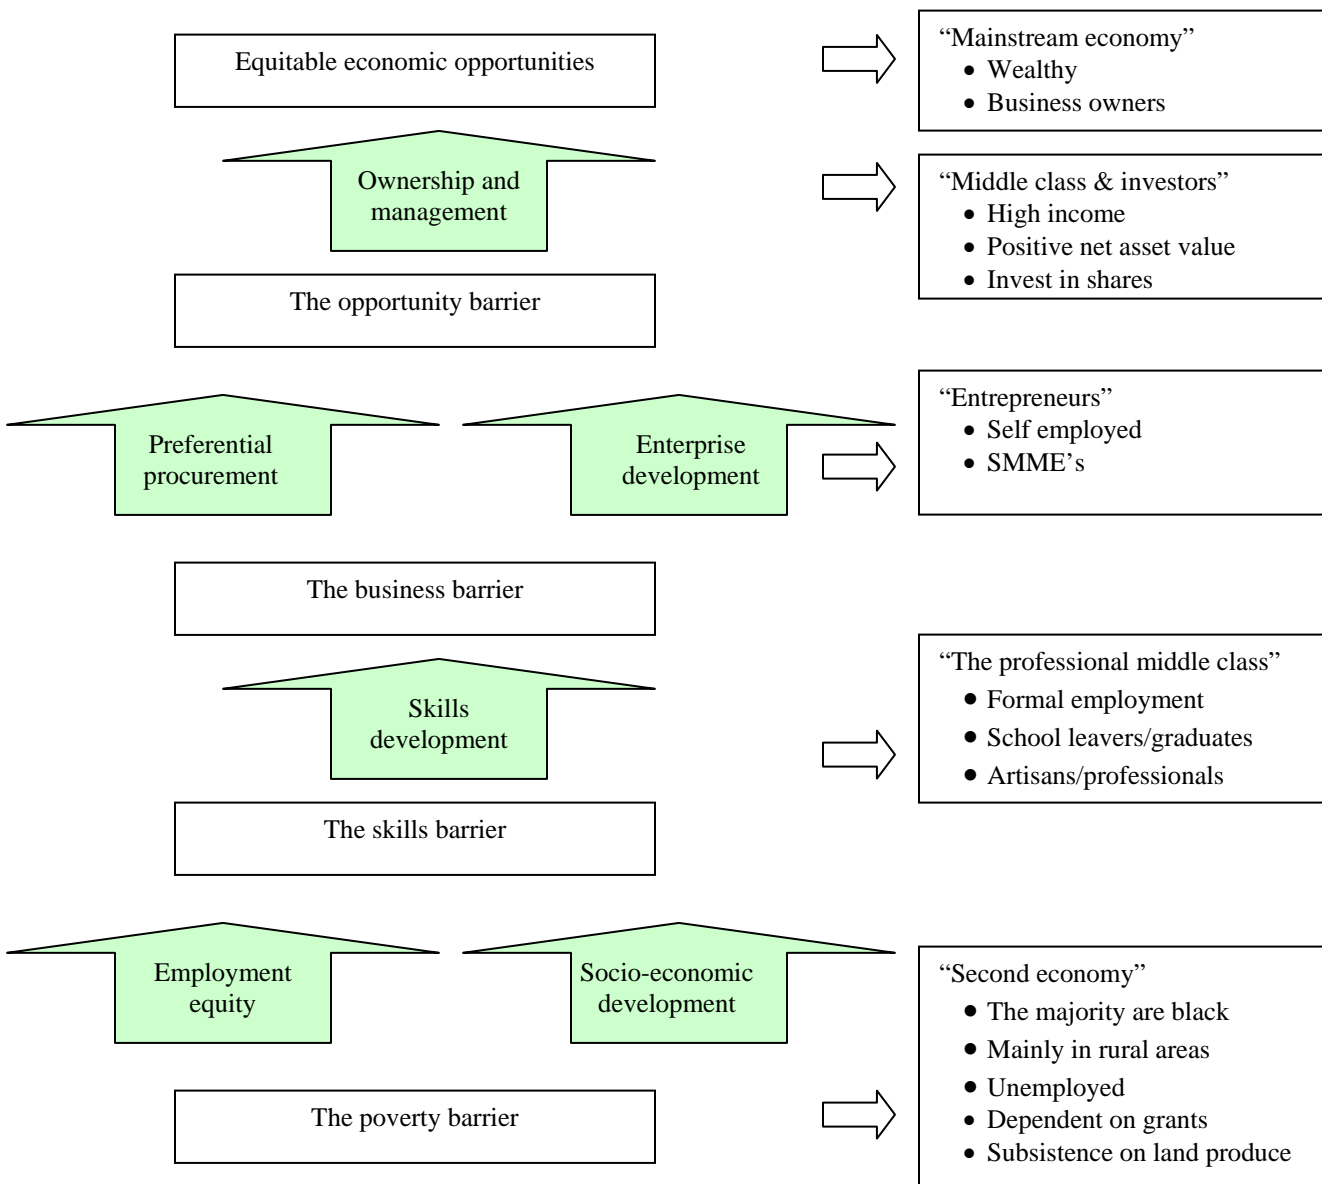 Equitable economic opportunities
“Mainstream economy”
• Wealthy
• Business owners
Ownership and
management
“Middle class & investors”
• High income
• Positive net asset value
• Invest in shares
The opportunity barrier
Preferential
procurement
Enterprise
development
“Entrepreneurs”
• Self employed
• SMME’s
The business barrier
Skills
development
“The professional middle class”
• Formal employment
• School leavers/graduates
• Artisans/professionals
The skills barrier
Employment
equity
Socio-economic
development
“Second economy”
• The majority are black
• Mainly in rural areas
• Unemployed
• Dependent on grants
• Subsistence on land produce
The poverty barrier